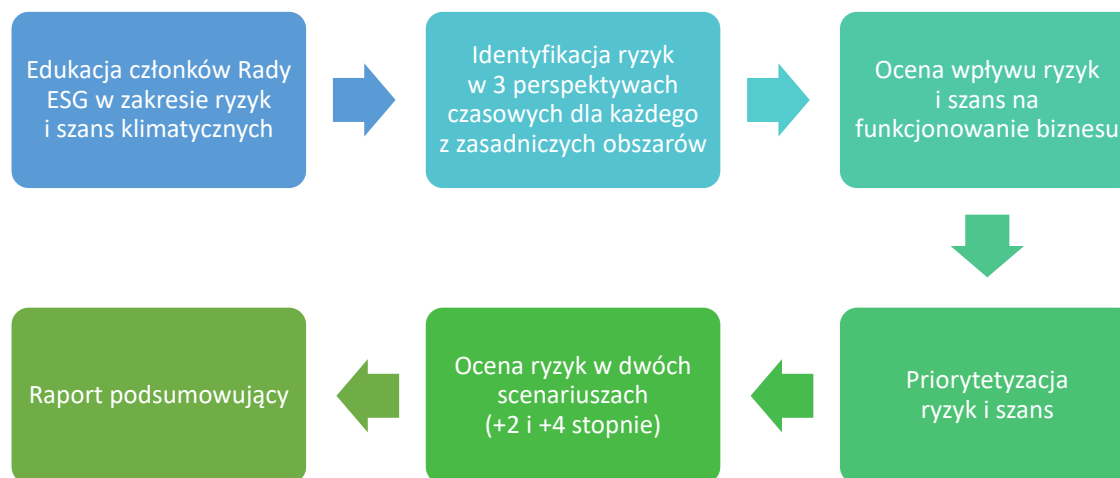 Edukacja członków Rady
ESG w zakresie ryzyk
i szans klimatycznych
Identyfikacja ryzyk
w 3 perspektywach
czasowych dla każdego
z zasadniczych obszarów
Ocena wpływu ryzyk
i szans na
funkcjonowanie biznesu
Priorytetyzacja
ryzyk i szans
Ocena ryzyk w dwóch
scenariuszach
(+2 i +4 stopnie)
Raport podsumowujący